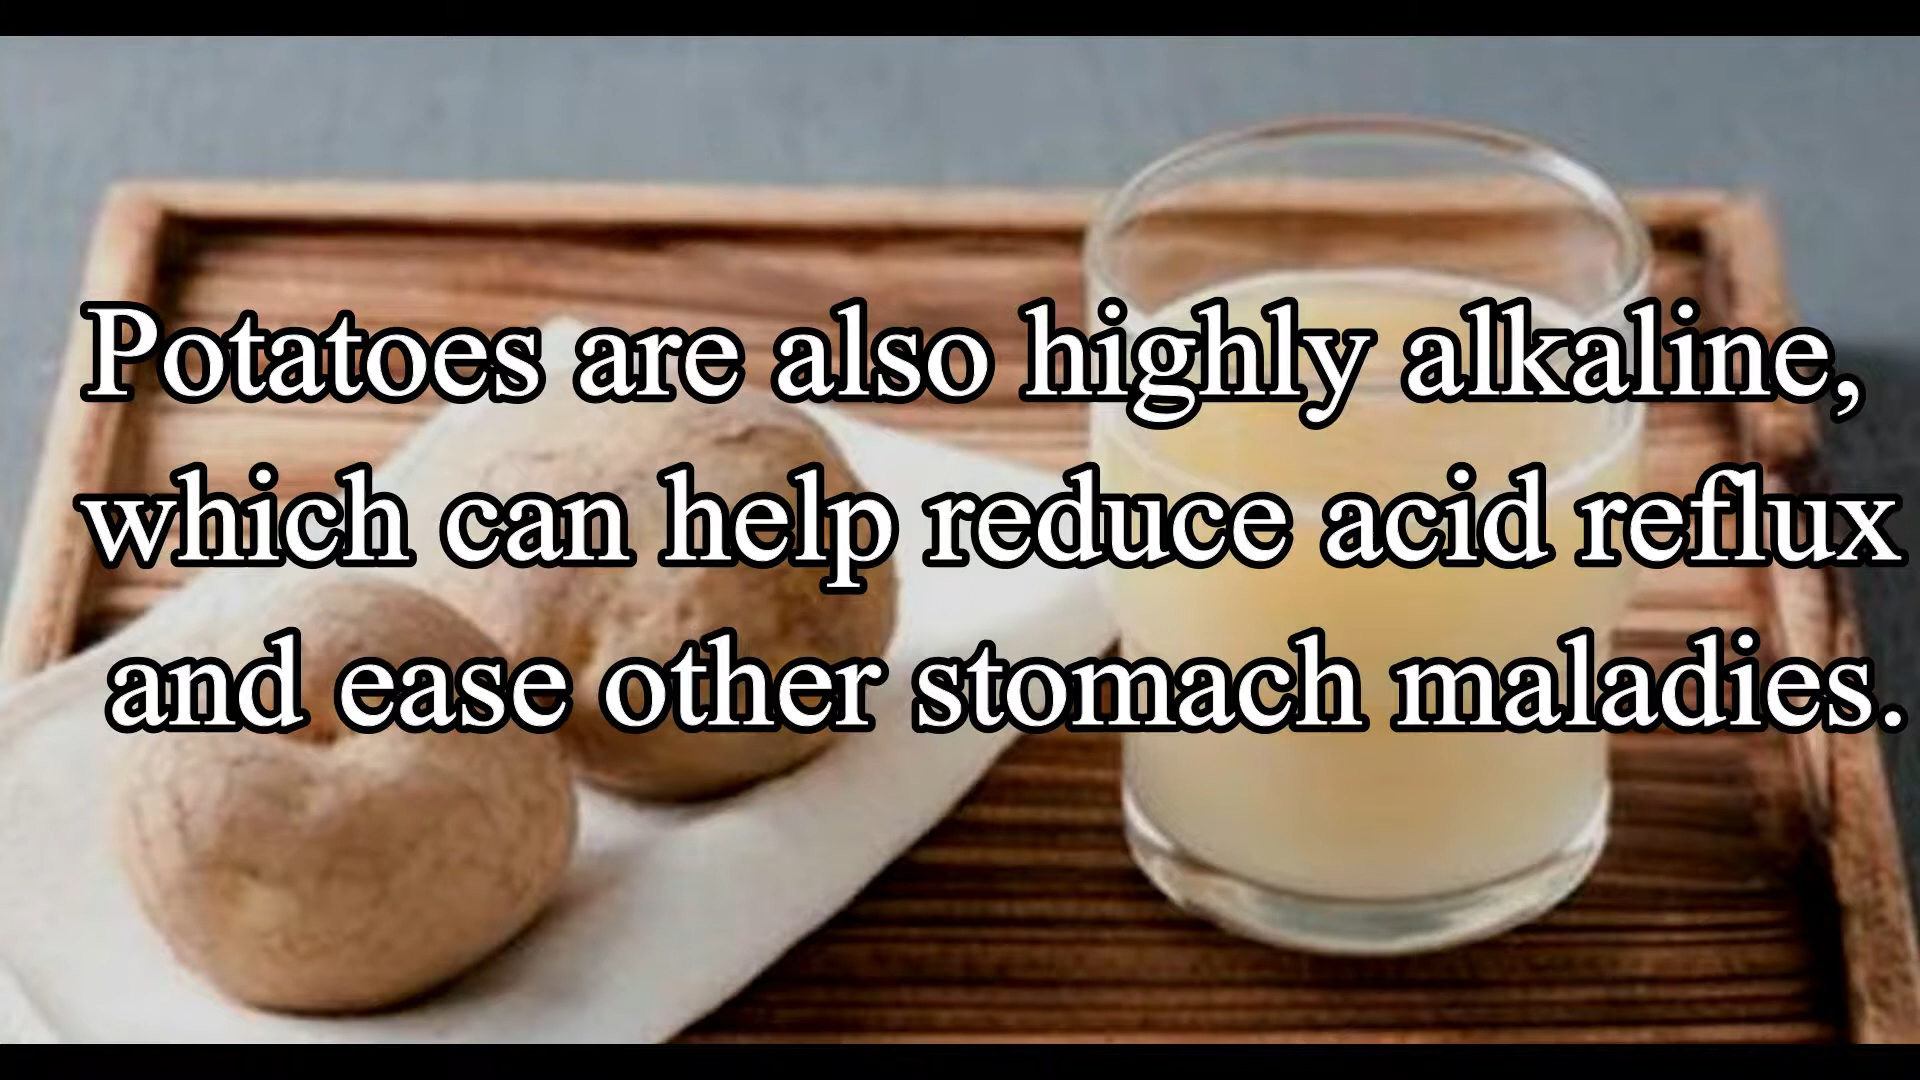 Potatoes are also highly alkaline,
which can help reduce acid reflux
and ease other stomach maladies.